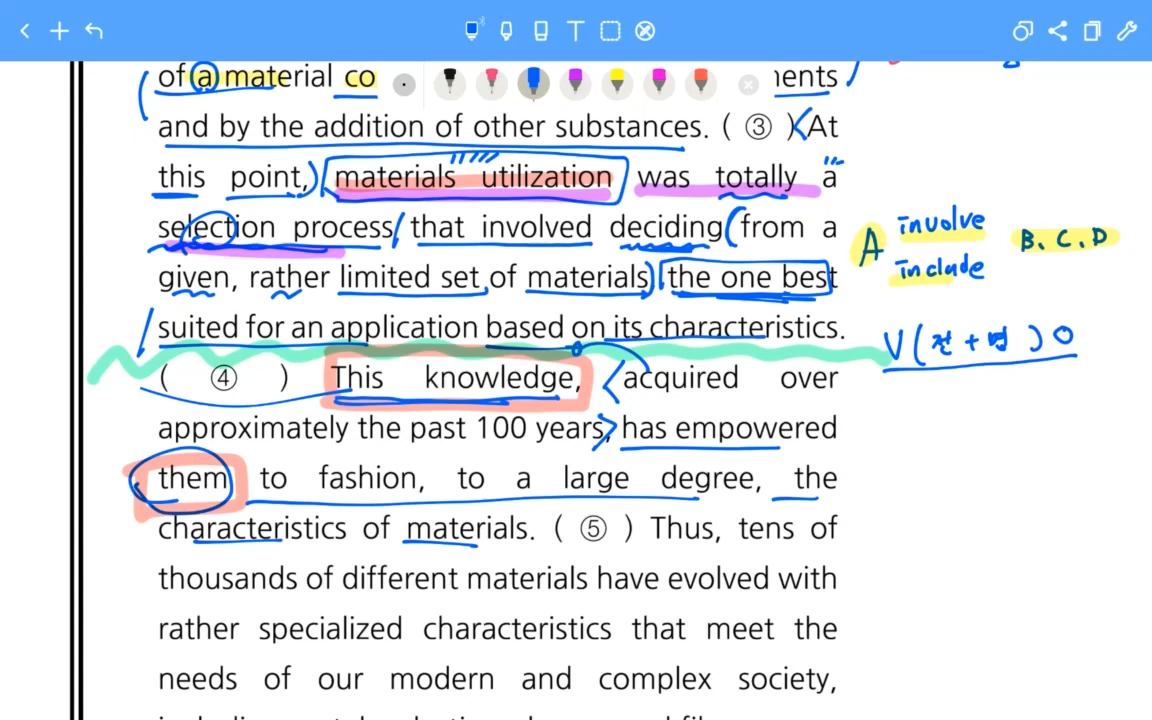 of a material co nents
and by the addition of other substances. ( ③ ) At
this point, materials utilization was totally a
selection process that involved deciding from a
given, rather limited set of materials the one best
suited for an application based on its characteristics.
( ④ ) This knowledge, acquired over
approximately the past 100 years, has empowered
them to fashion, to a large degree, the
characteristics of materials. ( ⑤ ) Thus, tens of
thousands of different materials have evolved with
rather specialized characteristics that meet the
needs of our modern and complex society,
A involve
include
B. C. D
V (전 + 명) O